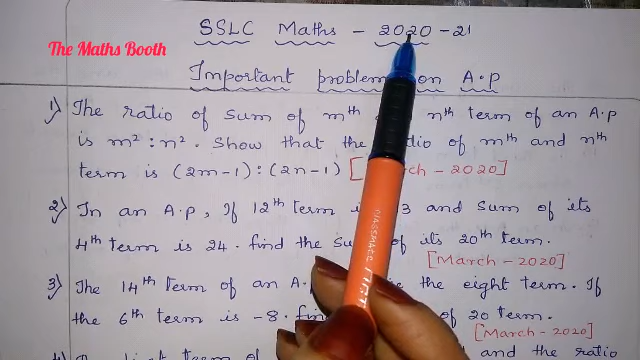 SSLC Maths - 2020-21
The Maths Booth
Important problems on A.P
1) The ratio of sum of mth nth term of an A.P
is m² : n². Show that the ratio of mth and nth
term is (2m-1) : (2n-1) [March - 2020]
2) In an A.P, If 12th term is 3 and sum of its
4th term is 24. find the of its 20th term.
[March - 2020]
3) The 14th term of an A. the eight term. If
the 6th term is -8. find of 20 term.
[March - 2020]
and the ratio